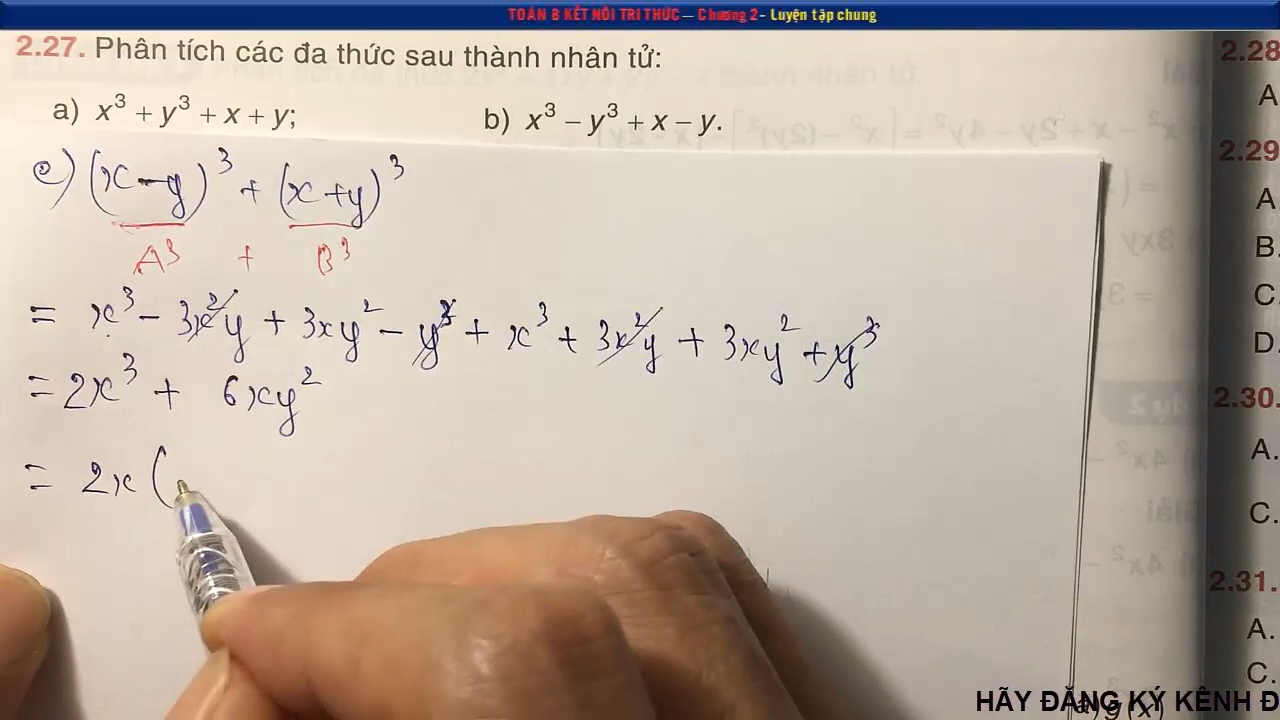 TOÁN 8 KẾT NỐI TRI THỨC – Chương 2 - Luyện tập chung
2.27. Phân tích các đa thức sau thành nhân tử:
a) x³ + y³ + x + y;
b) x³ – y³ + x – y.
c) (x - y)³ + (x + y)³
A³ + B³
= x³ - 3x²y + 3xy² - y³ + x³ + 3x²y + 3xy² + y³
= 2x³ + 6xy²
= 2x (
2.28
A
2.29
A
B.
C.
D.
2.30.
A.
C.
2.31.
A.
C.
HÃY ĐĂNG KÝ KÊNH Đ